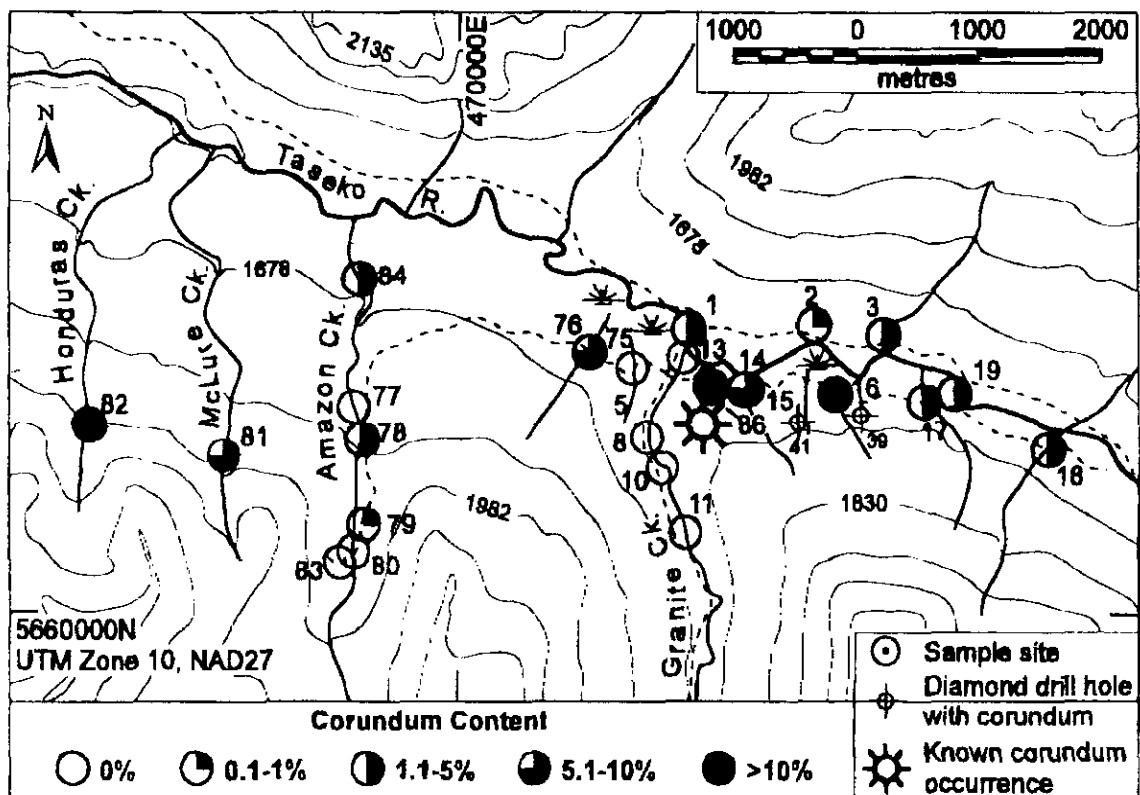 2135
470000E
1000 0 1000 2000
metres
N
Taseko
R.
1982
1678
Honduras Ck.
McLure Ck.
1678
Amazon Ck.
84
76
75
1
2
3
13
14
15
6
19
5
86
41
39
17
18
77
78
8
10
11
82
81
79
80
83
1982
1830
Granite Ck.
5660000N
UTM Zone 10, NAD27
Sample site
Diamond drill hole
with corundum
Known corundum
occurrence
Corundum Content
0% 0.1-1% 1.1-5% 5.1-10% >10%